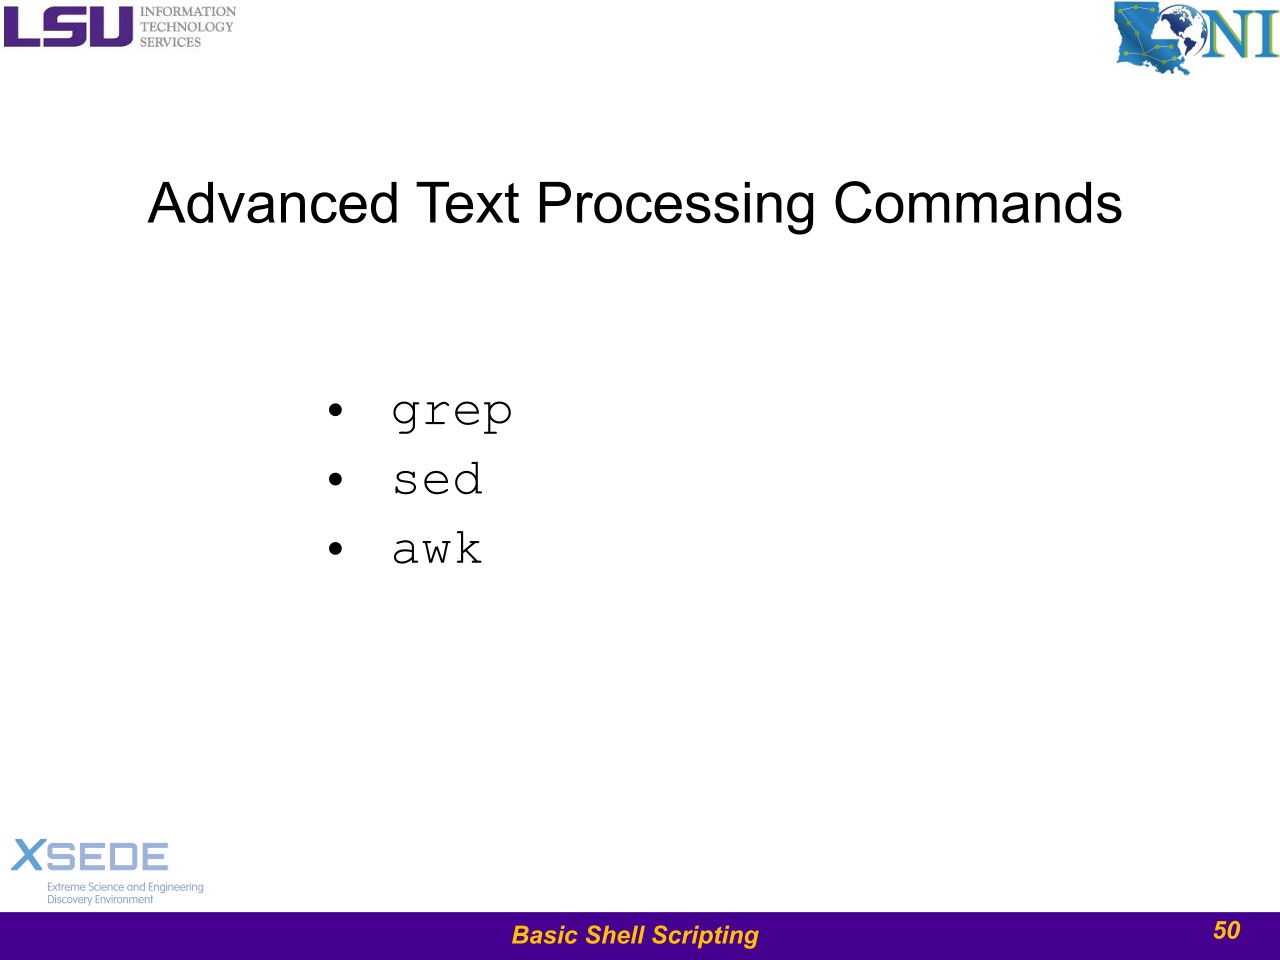 LSU INFORMATION
TECHNOLOGY
SERVICES
LONI
Advanced Text Processing Commands
• grep
• sed
• awk
XSEDE
Extreme Science and Engineering
Discovery Environment
Basic Shell Scripting
50